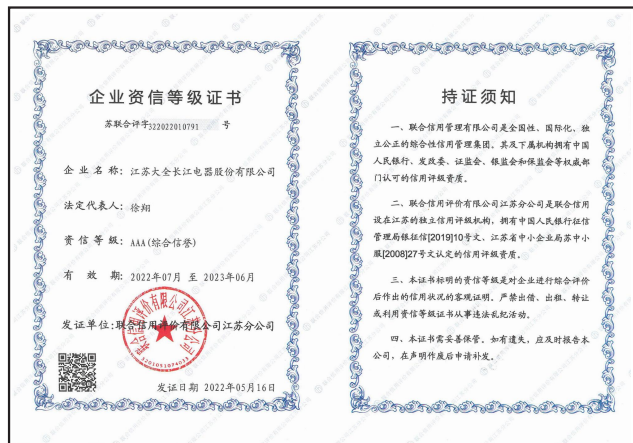 企业资信等级证书
苏联合评字322022010791 号
企业名称:江苏大全长江电器股份有限公司
法定代表人:徐翔
资信等级:AAA(综合信誉)
有 效 期:2022年07月 至 2023年06月
发证单位:联合信用评价有限公司江苏分公司
3201051874033
发证日期 2022年05月16日
持证须知
一、联合信用管理有限公司是全国性、国际化、独
立公正的综合性信用管理集团。其及下属机构拥有中国
人民银行、发改委、证监会、银监会和保监会等权威部
门认可的信用评级资质。
二、联合信用评价有限公司江苏分公司是联合信用
设在江苏的独立信用评级机构，拥有中国人民银行征信
管理局银征信[2019]10号文、江苏省中小企业局苏中小
服[2008]27号文认定的信用评级资质。
三、本证书标明的资信等级是对企业进行综合评价
后作出的信用状况的客观证明。严禁出借、出租、转让
或利用资信等级证书从事违法乱纪活动。
四、本证书需妥善保管。如有遗失，应及时报告本
公司，在声明作废后申请补发。